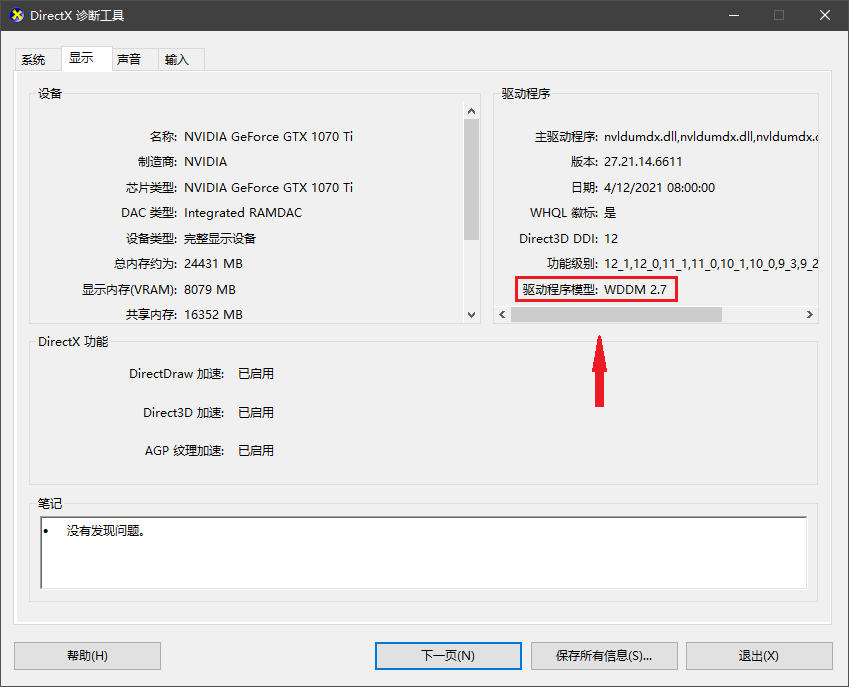 DirectX 诊断工具
系统 显示 声音 输入
设备
名称: NVIDIA GeForce GTX 1070 Ti
制造商: NVIDIA
芯片类型: NVIDIA GeForce GTX 1070 Ti
DAC 类型: Integrated RAMDAC
设备类型: 完整显示设备
总内存约为: 24431 MB
显示内存(VRAM): 8079 MB
共享内存: 16352 MB
驱动程序
主驱动程序: nvldumdx.dll,nvldumdx.dll,nvldumdx.c
版本: 27.21.14.6611
日期: 4/12/2021 08:00:00
WHQL 徽标: 是
Direct3D DDI: 12
功能级别: 12_1,12_0,11_1,11_0,10_1,10_0,9_3,9_2
驱动程序模型: WDDM 2.7
DirectX 功能
DirectDraw 加速: 已启用
Direct3D 加速: 已启用
AGP 纹理加速: 已启用
笔记
• 没有发现问题。
帮助(H) 下一页(N) 保存所有信息(S)... 退出(X)